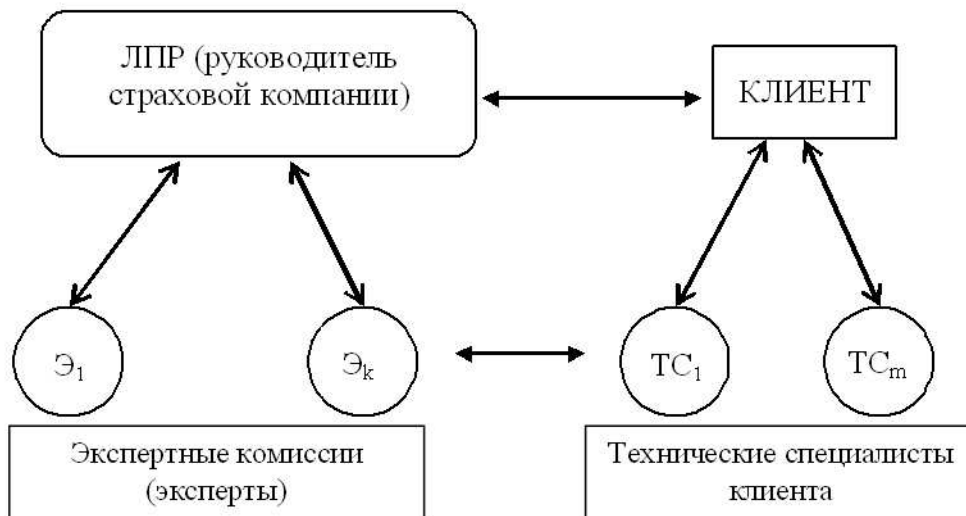 ЛПР (руководитель
страховой компании)
КЛИЕНТ
Э₁
Эₖ
ТС₁
ТСₘ
Экспертные комиссии
(эксперты)
Технические специалисты
клиента